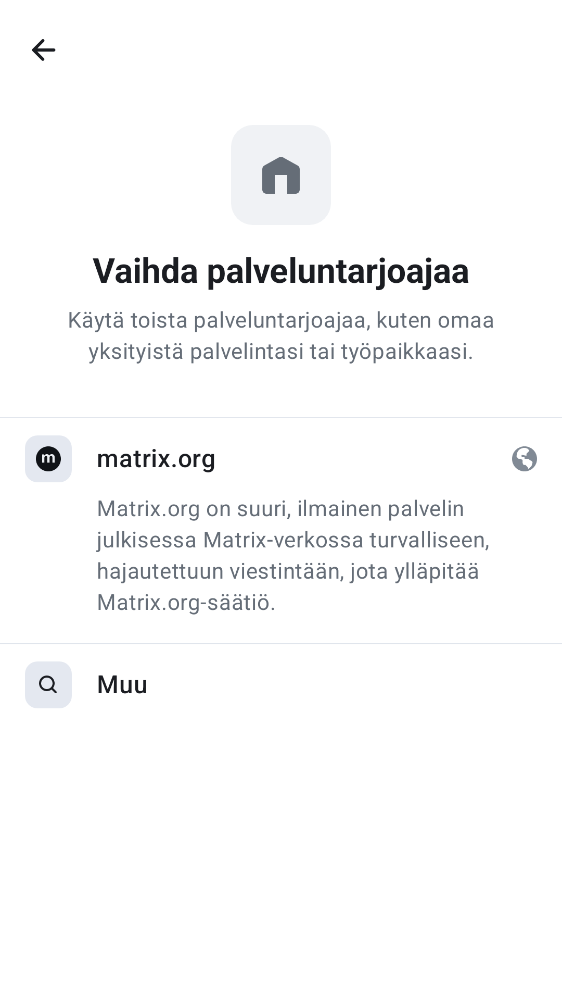 Vaihda palveluntarjoajaa
Käytä toista palveluntarjoajaa, kuten omaa
yksityistä palvelintasi tai työpaikkaasi.
m
matrix.org
Matrix.org on suuri, ilmainen palvelin
julkisessa Matrix-verkossa turvalliseen,
hajautettuun viestintään, jota ylläpitää
Matrix.org-säätiö.
Muu